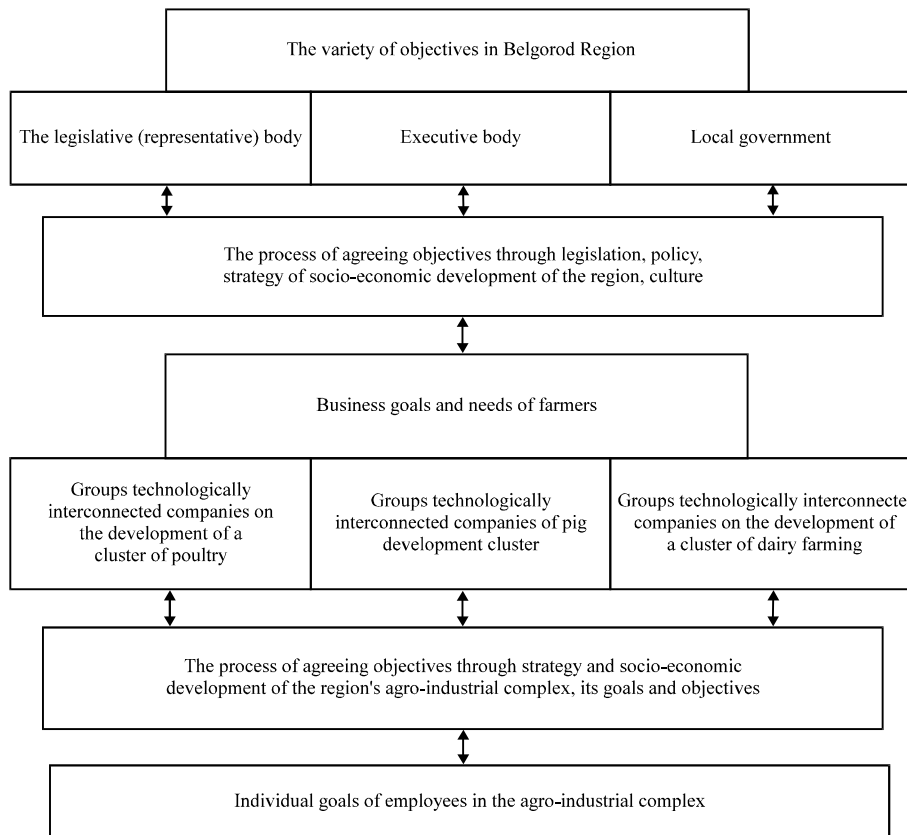 The variety of objectives in Belgorod Region
The legislative (representative) body
Executive body
Local government
The process of agreeing objectives through legislation, policy,
strategy of socio-economic development of the region, culture
Business goals and needs of farmers
Groups technologically
interconnected companies on
the development of a
cluster of poultry
Groups technologically
interconnected companies of pig
development cluster
Groups technologically interconnecte
companies on the development of
a cluster of dairy farming
The process of agreeing objectives through strategy and socio-economic
development of the region's agro-industrial complex, its goals and objectives
Individual goals of employees in the agro-industrial complex